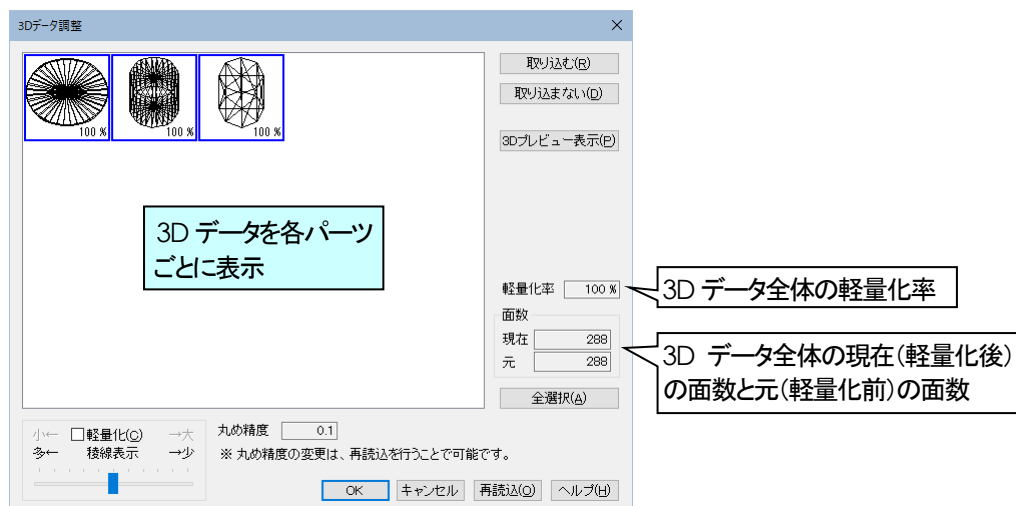 3Dデータ調整
取り込む(R)
取り込まない(D)
3Dプレビュー表示(P)
100 %
100 %
100 %
3D データを各パーツ
ごとに表示
軽量化率 100 %
3D データ全体の軽量化率
面数
現在 288
元 288
3D データ全体の現在(軽量化後)
の面数と元(軽量化前)の面数
全選択(A)
小← □軽量化(C) →大
多← 稜線表示 →少
丸め精度 0.1
※ 丸め精度の変更は、再読込を行うことで可能です。
OK キャンセル 再読込(O) ヘルプ(H)